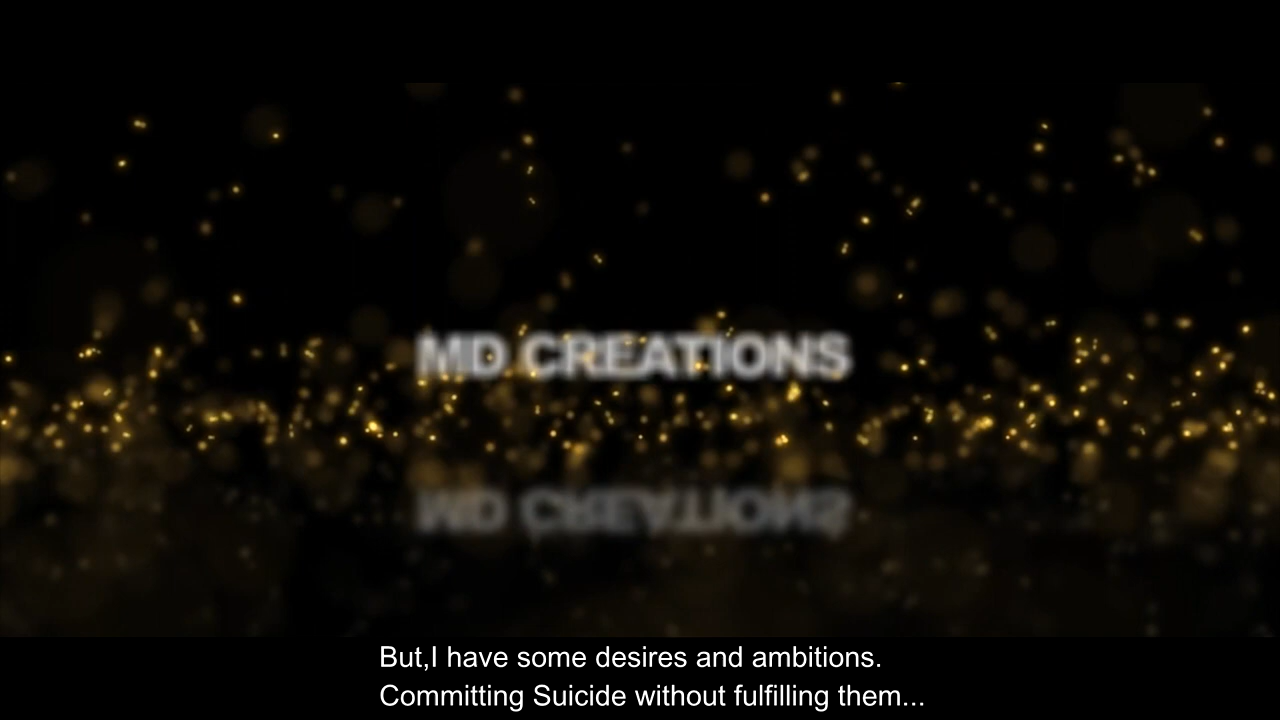 MD CREATIONS
But,I have some desires and ambitions.
Committing Suicide without fulfilling them...